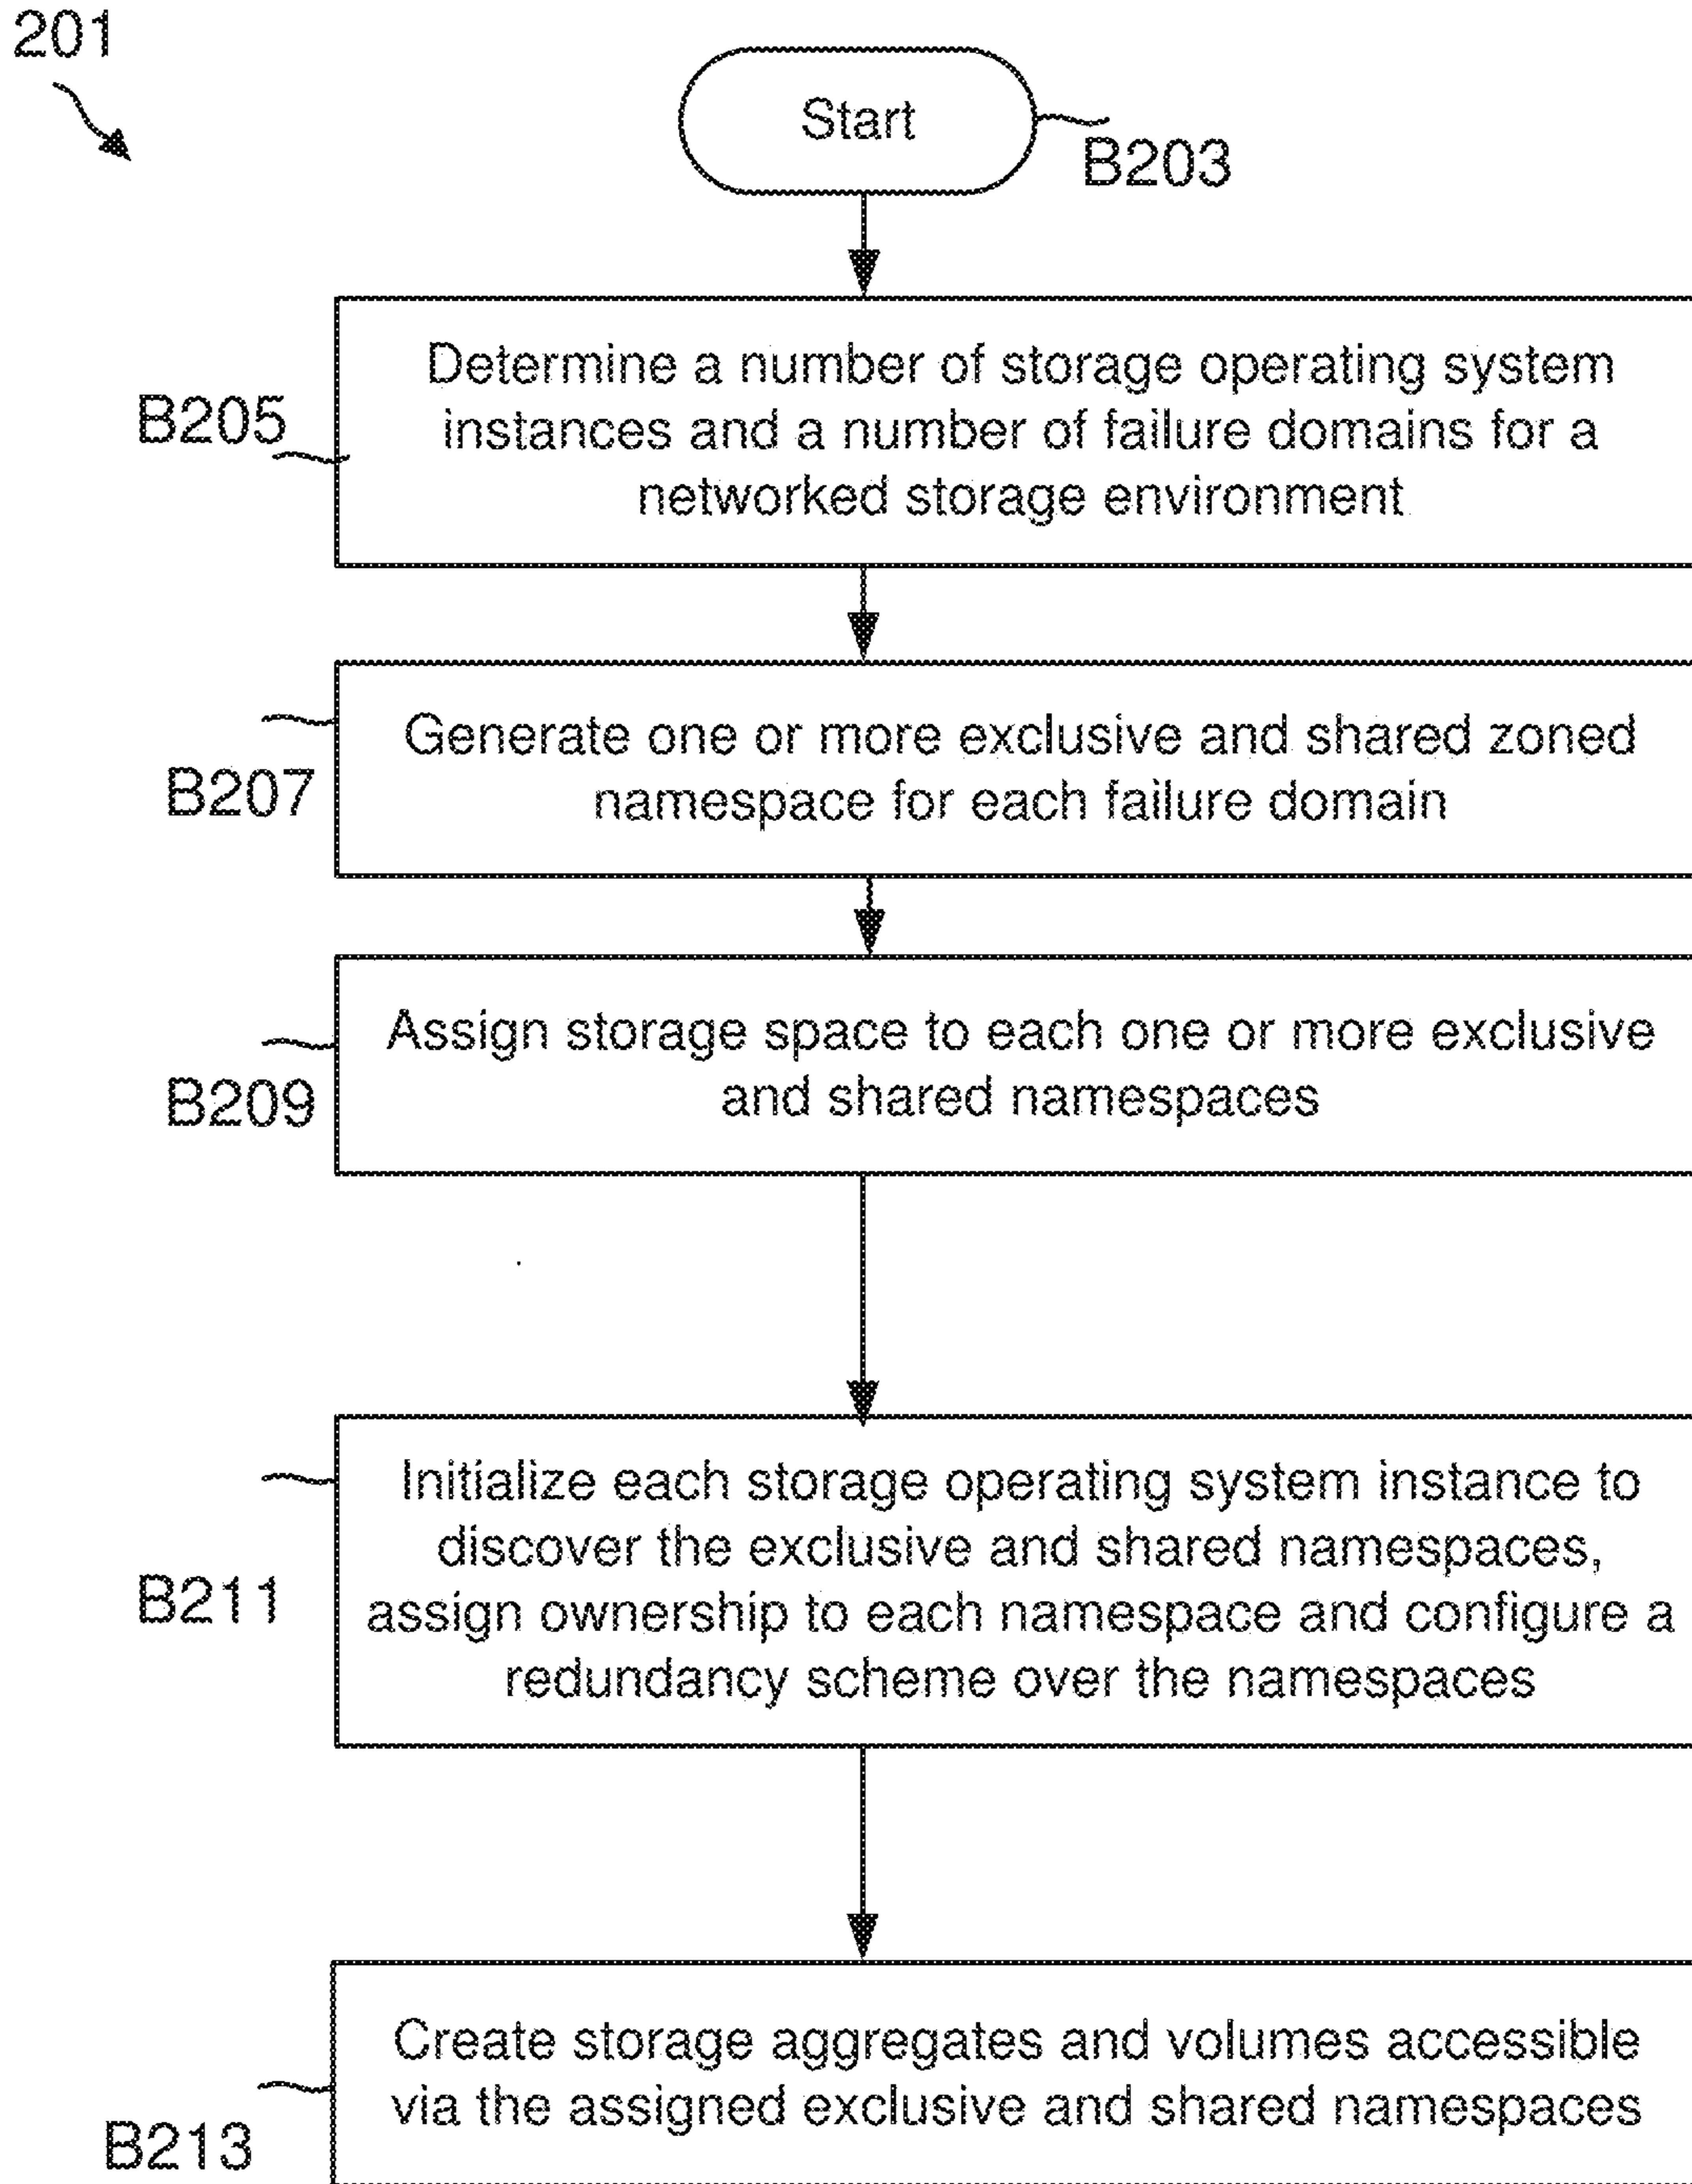 201
Start
B203
Determine a number of storage operating system
instances and a number of failure domains for a
networked storage environment
B205
Generate one or more exclusive and shared zoned
namespace for each failure domain
B207
Assign storage space to each one or more exclusive
and shared namespaces
B209
Initialize each storage operating system instance to
discover the exclusive and shared namespaces,
assign ownership to each namespace and configure a
redundancy scheme over the namespaces
B211
Create storage aggregates and volumes accessible
via the assigned exclusive and shared namespaces
B213